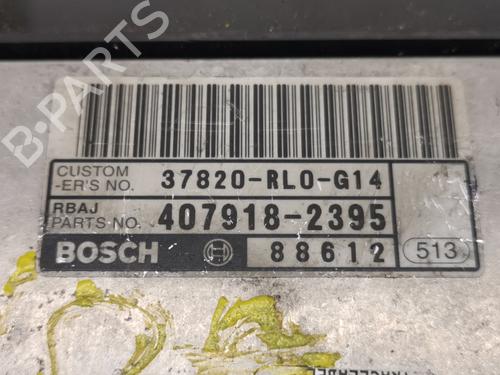 B-PARTS
CUSTOM
-ER'S NO. 37820-RL0-G14
RBAJ
PARTS NO. 407918-2395
BOSCH 88612 513